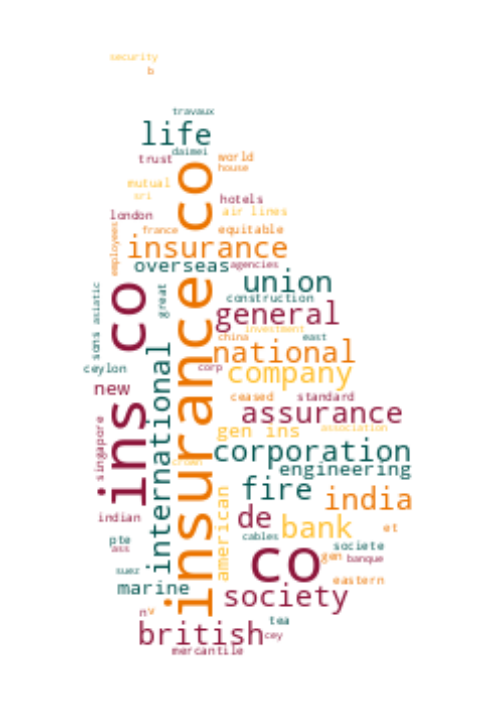 security
b
travaux
life
daimei
trust
world
house
mutual
sri
hotels
london
air lines
employees
france
equitable
insurance
overseas
agencies
union
construction
great
sons asiatic
ins co
insurance co
general
investment
china
east
national
ceylon
corp
company
new
ceased
standard
international
assurance
singapore
gen ins
association
corporation
crown
engineering
fire
india
american
indian
de
bank
et
pte
ass
cables
societe
co
gen
banque
suez
eastern
marine
society
nv
tea
british
cey
mercantile